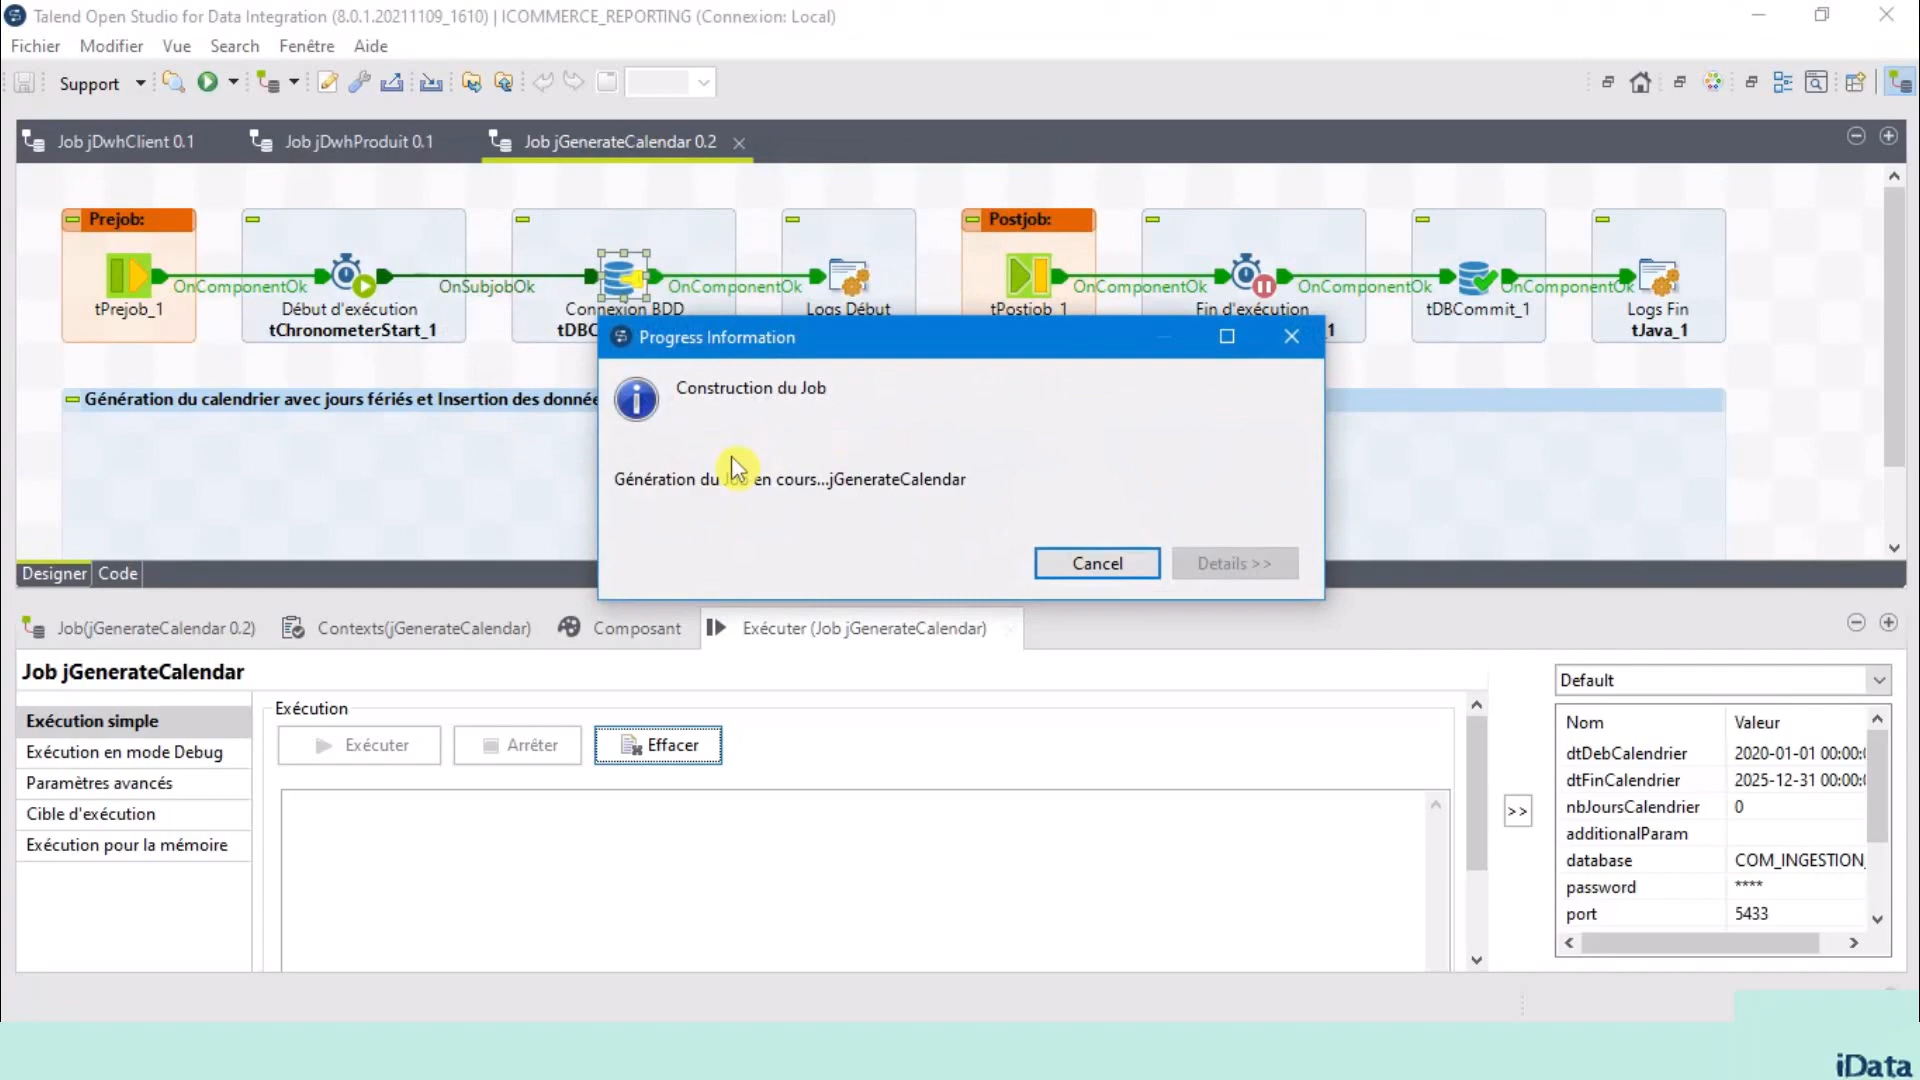 Talend Open Studio for Data Integration (8.0.1.20211109_1610) | ICOMMERCE_REPORTING (Connexion: Local)
Fichier Modifier Vue Search Fenêtre Aide
Support
Job jDwhClient 0.1 Job jDwhProduit 0.1 Job jGenerateCalendar 0.2
Prejob: Postjob:
OnComponentOk OnSubjobOk OnComponentOk OnComponentOk OnComponentOk OnComponentOk
tPrejob_1 Début d'exécution Connexion BDD Logs Début tPostjob_1 Fin d'exécution tDBCommit_1 Logs Fin
tChronometerStart_1 tDBC _1 tJava_1
Progress Information
Construction du Job
Génération du calendrier avec jours fériés et Insertion des donnée
Génération du Job en cours...jGenerateCalendar
Cancel Details >>
Designer Code
Job(jGenerateCalendar 0.2) Contexts(jGenerateCalendar) Composant Exécuter (Job jGenerateCalendar)
Job jGenerateCalendar
Default
Exécution simple
Exécution en mode Debug
Paramètres avancés
Cible d'exécution
Exécution pour la mémoire
Exécution
Exécuter Arrêter Effacer
>>
Nom Valeur
dtDebCalendrier 2020-01-01 00:00:
dtFinCalendrier 2025-12-31 00:00:
nbJoursCalendrier 0
additionalParam
database COM_INGESTION_
password ****
port 5433
iData